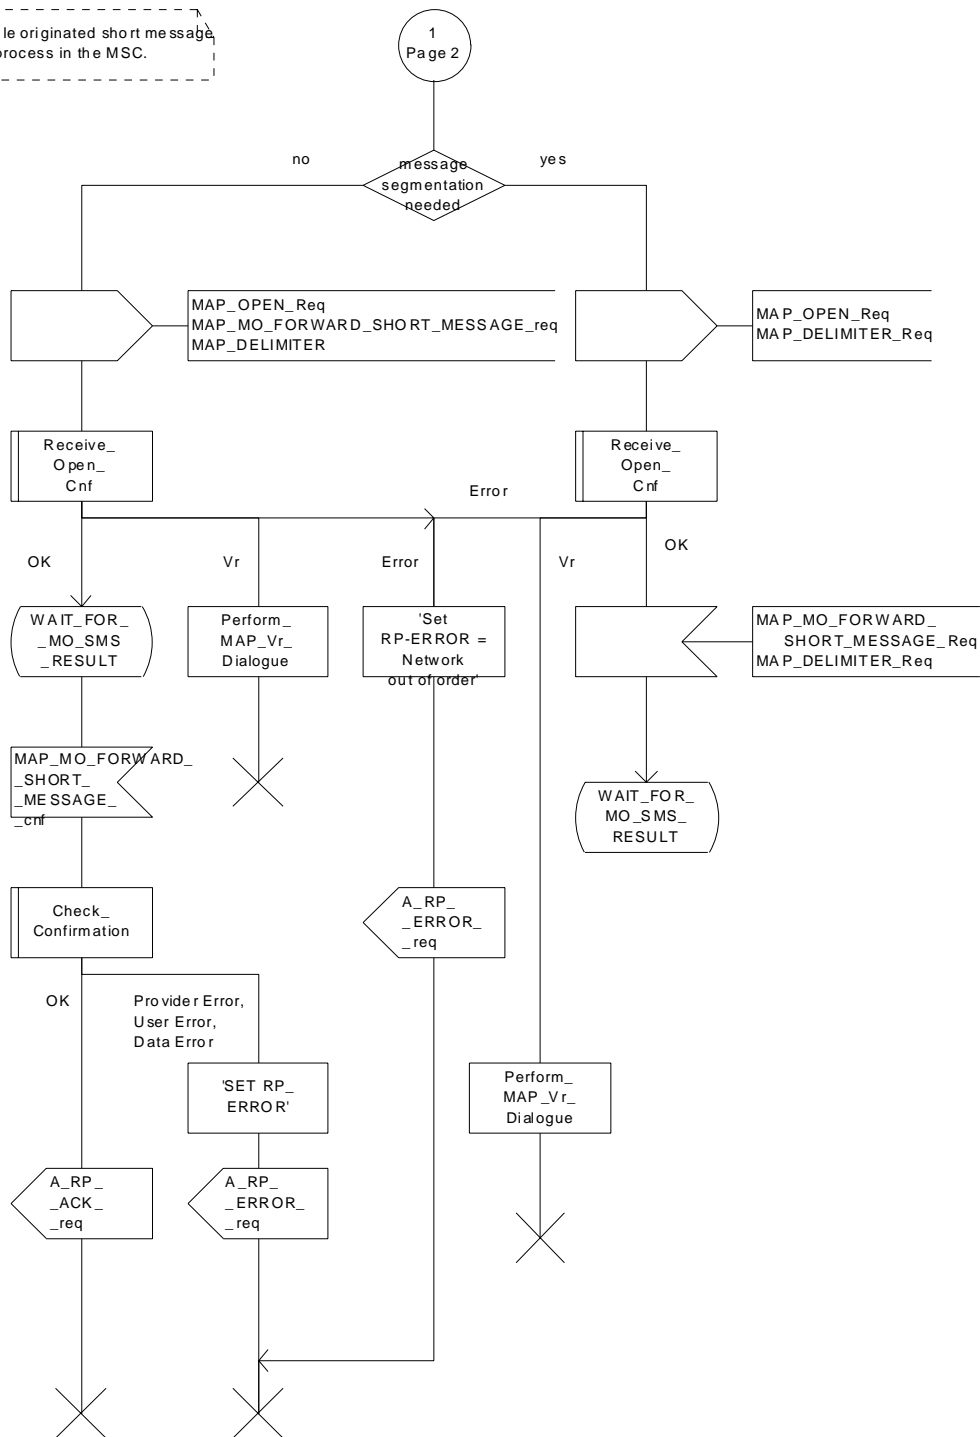 le originated short message
process in the MSC.
1
Page 2
no
message
segmentation
needed
yes
MAP_OPEN_Req
MAP_MO_FORWARD_SHORT_MESSAGE_req
MAP_DELIMITER
MAP_OPEN_Req
MAP_DELIMITER_Req
Receive_
Open_
Cnf
Receive_
Open_
Cnf
Error
OK
Vr
Error
Vr
OK
WAIT_FOR_
_MO_SMS
_RESULT
Perform_
MAP_Vr_
Dialogue
'Set
RP-ERROR =
Network
out of order'
MAP_MO_FORWARD_
SHORT_MESSAGE_Req
MAP_DELIMITER_Req
MAP_MO_FORWARD_
_SHORT_
_MESSAGE_
_cnf
WAIT_FOR_
MO_SMS_
RESULT
Check_
Confirmation
A_RP_
_ERROR_
_req
OK
Provider Error,
User Error,
Data Error
'SET RP_
ERROR'
Perform_
MAP_Vr_
Dialogue
A_RP_
_ACK_
_req
A_RP_
_ERROR_
_req